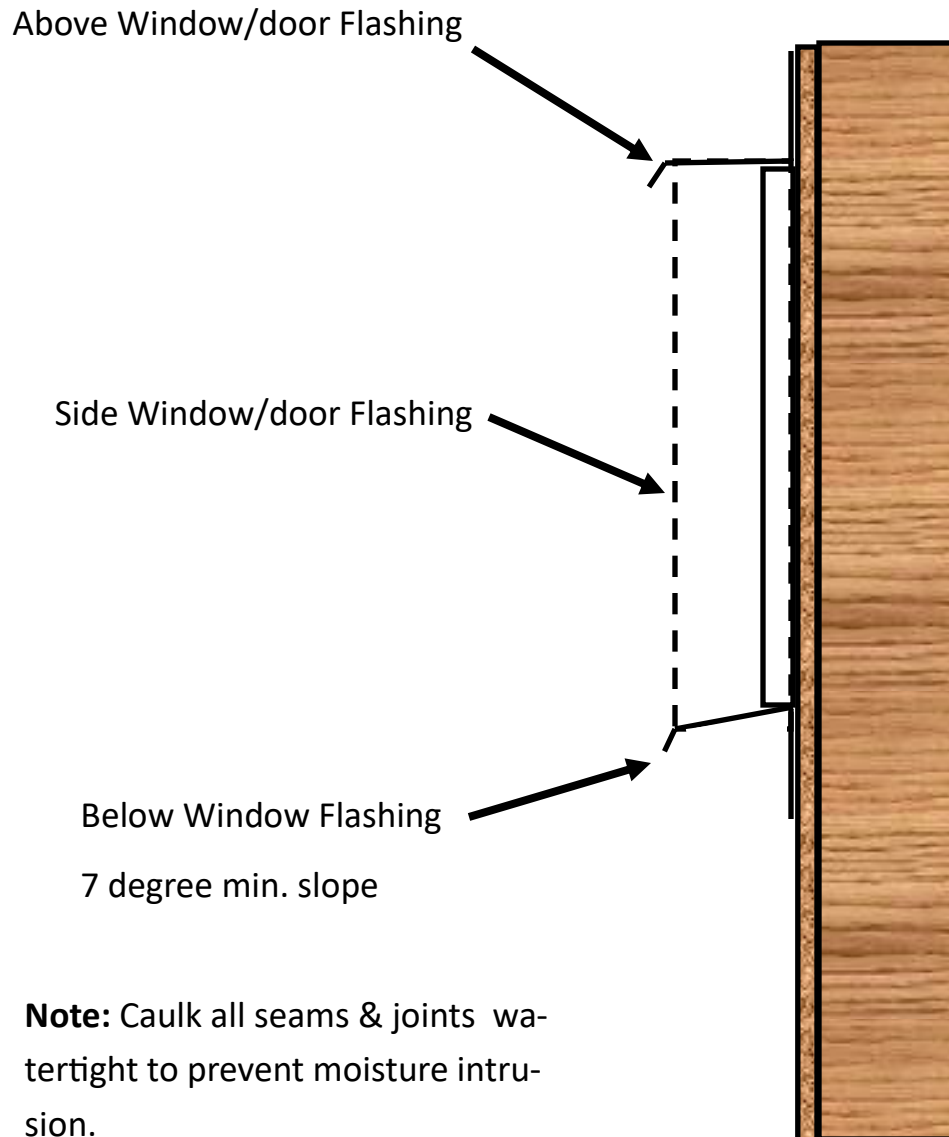 Above Window/door Flashing
Side Window/door Flashing
Below Window Flashing
7 degree min. slope
Note: Caulk all seams & joints  wa-
tertight to prevent moisture intru-
sion.